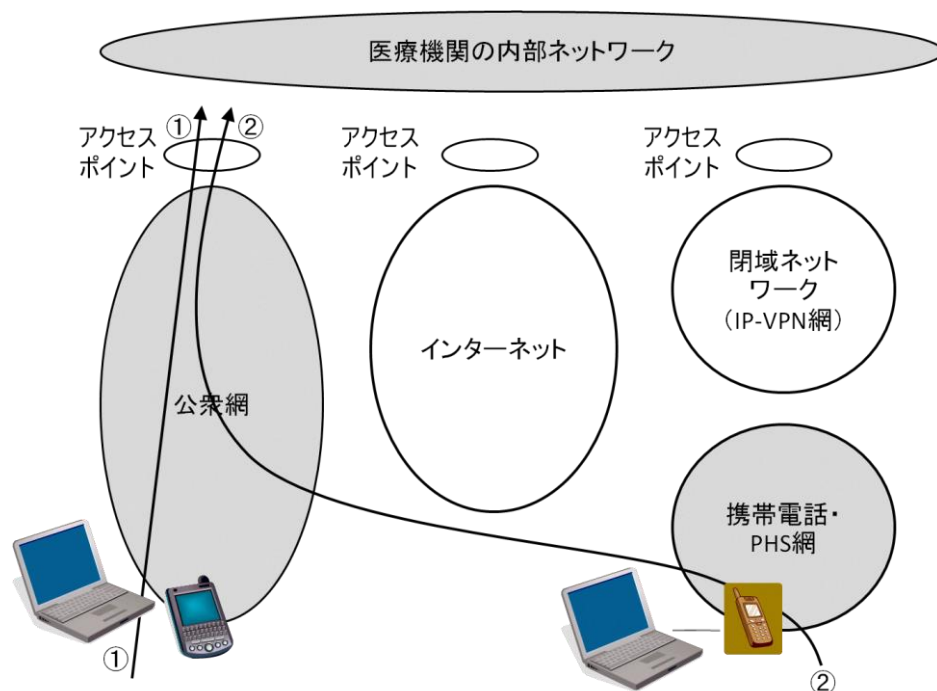 医療機関の内部ネットワーク
① ②
アクセス
ポイント
アクセス
ポイント
アクセス
ポイント
閉域ネット
ワーク
（IP-VPN網）
インターネット
公衆網
携帯電話・
PHS網
①
②